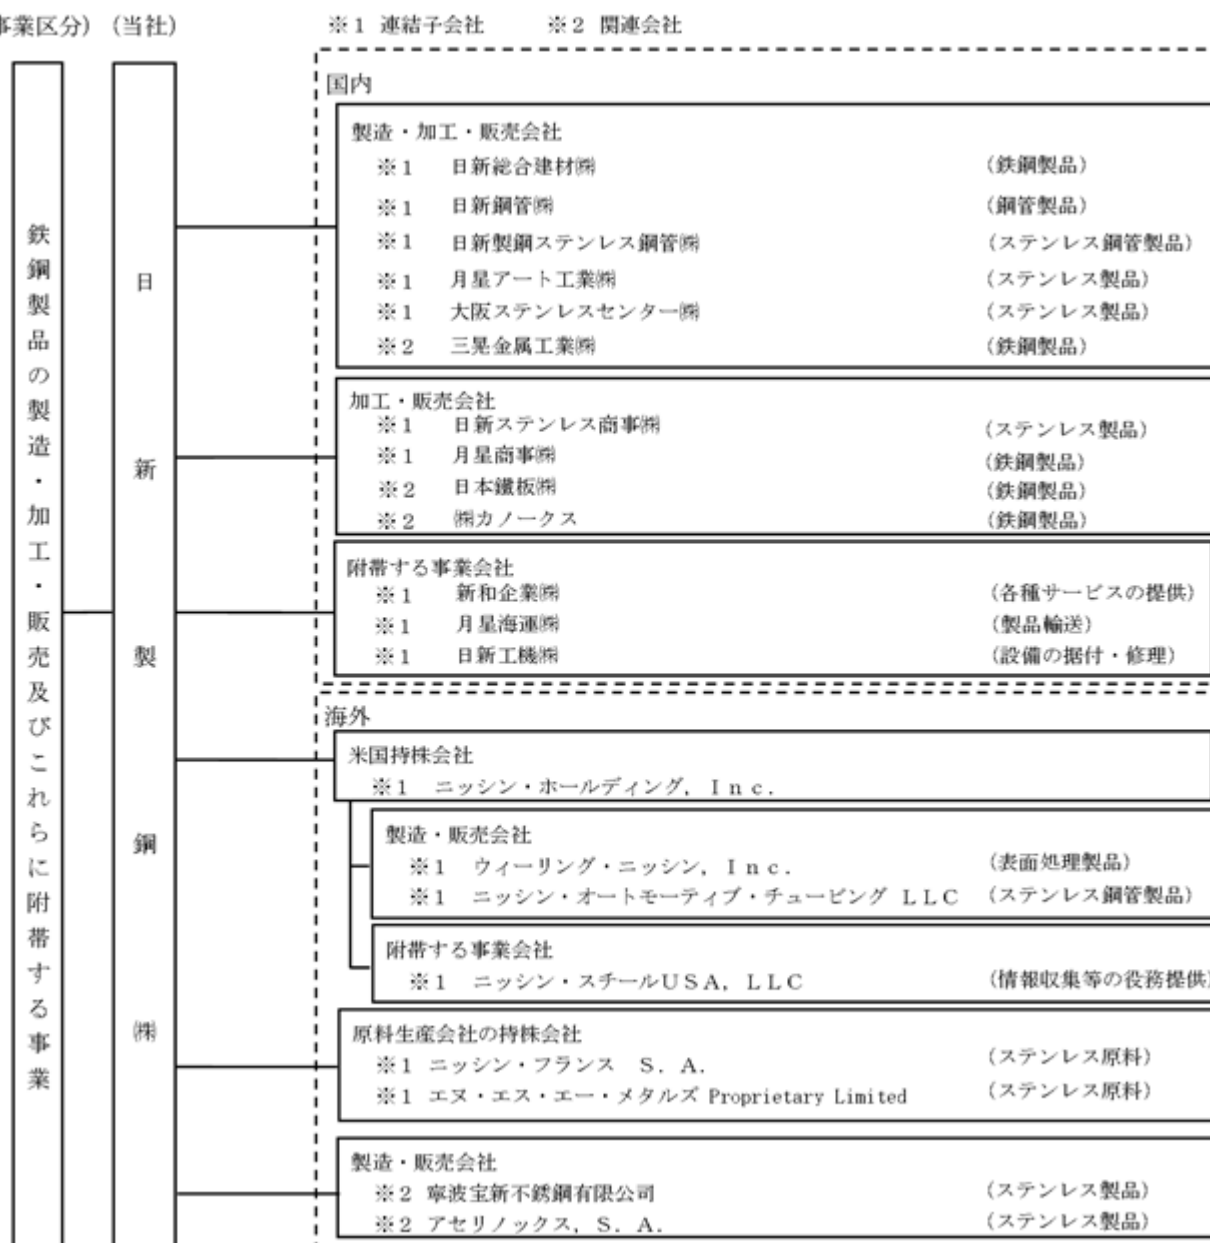 事業区分) (当社) ※1 連結子会社 ※2 関連会社
鉄鋼製品の製造・加工・販売及びこれらに附帯する事業
日新製鋼㈱
国内
製造・加工・販売会社
※1 日新総合建材㈱ (鉄鋼製品)
※1 日新鋼管㈱ (鋼管製品)
※1 日新製鋼ステンレス鋼管㈱ (ステンレス鋼管製品)
※1 月星アート工業㈱ (ステンレス製品)
※1 大阪ステンレスセンター㈱ (ステンレス製品)
※2 三晃金属工業㈱ (鉄鋼製品)
加工・販売会社
※1 日新ステンレス商事㈱ (ステンレス製品)
※1 月星商事㈱ (鉄鋼製品)
※2 日本鐵板㈱ (鉄鋼製品)
※2 ㈱カノークス (鉄鋼製品)
附帯する事業会社
※1 新和企業㈱ (各種サービスの提供)
※1 月星海運㈱ (製品輸送)
※1 日新工機㈱ (設備の据付・修理)
海外
米国持株会社
※1 ニッシン・ホールディング, Inc.
製造・販売会社
※1 ウィーリング・ニッシン, Inc. (表面処理製品)
※1 ニッシン・オートモーティブ・チュービング LLC (ステンレス鋼管製品)
附帯する事業会社
※1 ニッシン・スチールUSA, LLC (情報収集等の役務提供)
原料生産会社の持株会社
※1 ニッシン・フランス S. A. (ステンレス原料)
※1 エヌ・エス・エー・メタルズ Proprietary Limited (ステンレス原料)
製造・販売会社
※2 寧波宝新不銹鋼有限公司 (ステンレス製品)
※2 アセリノックス, S. A. (ステンレス製品)